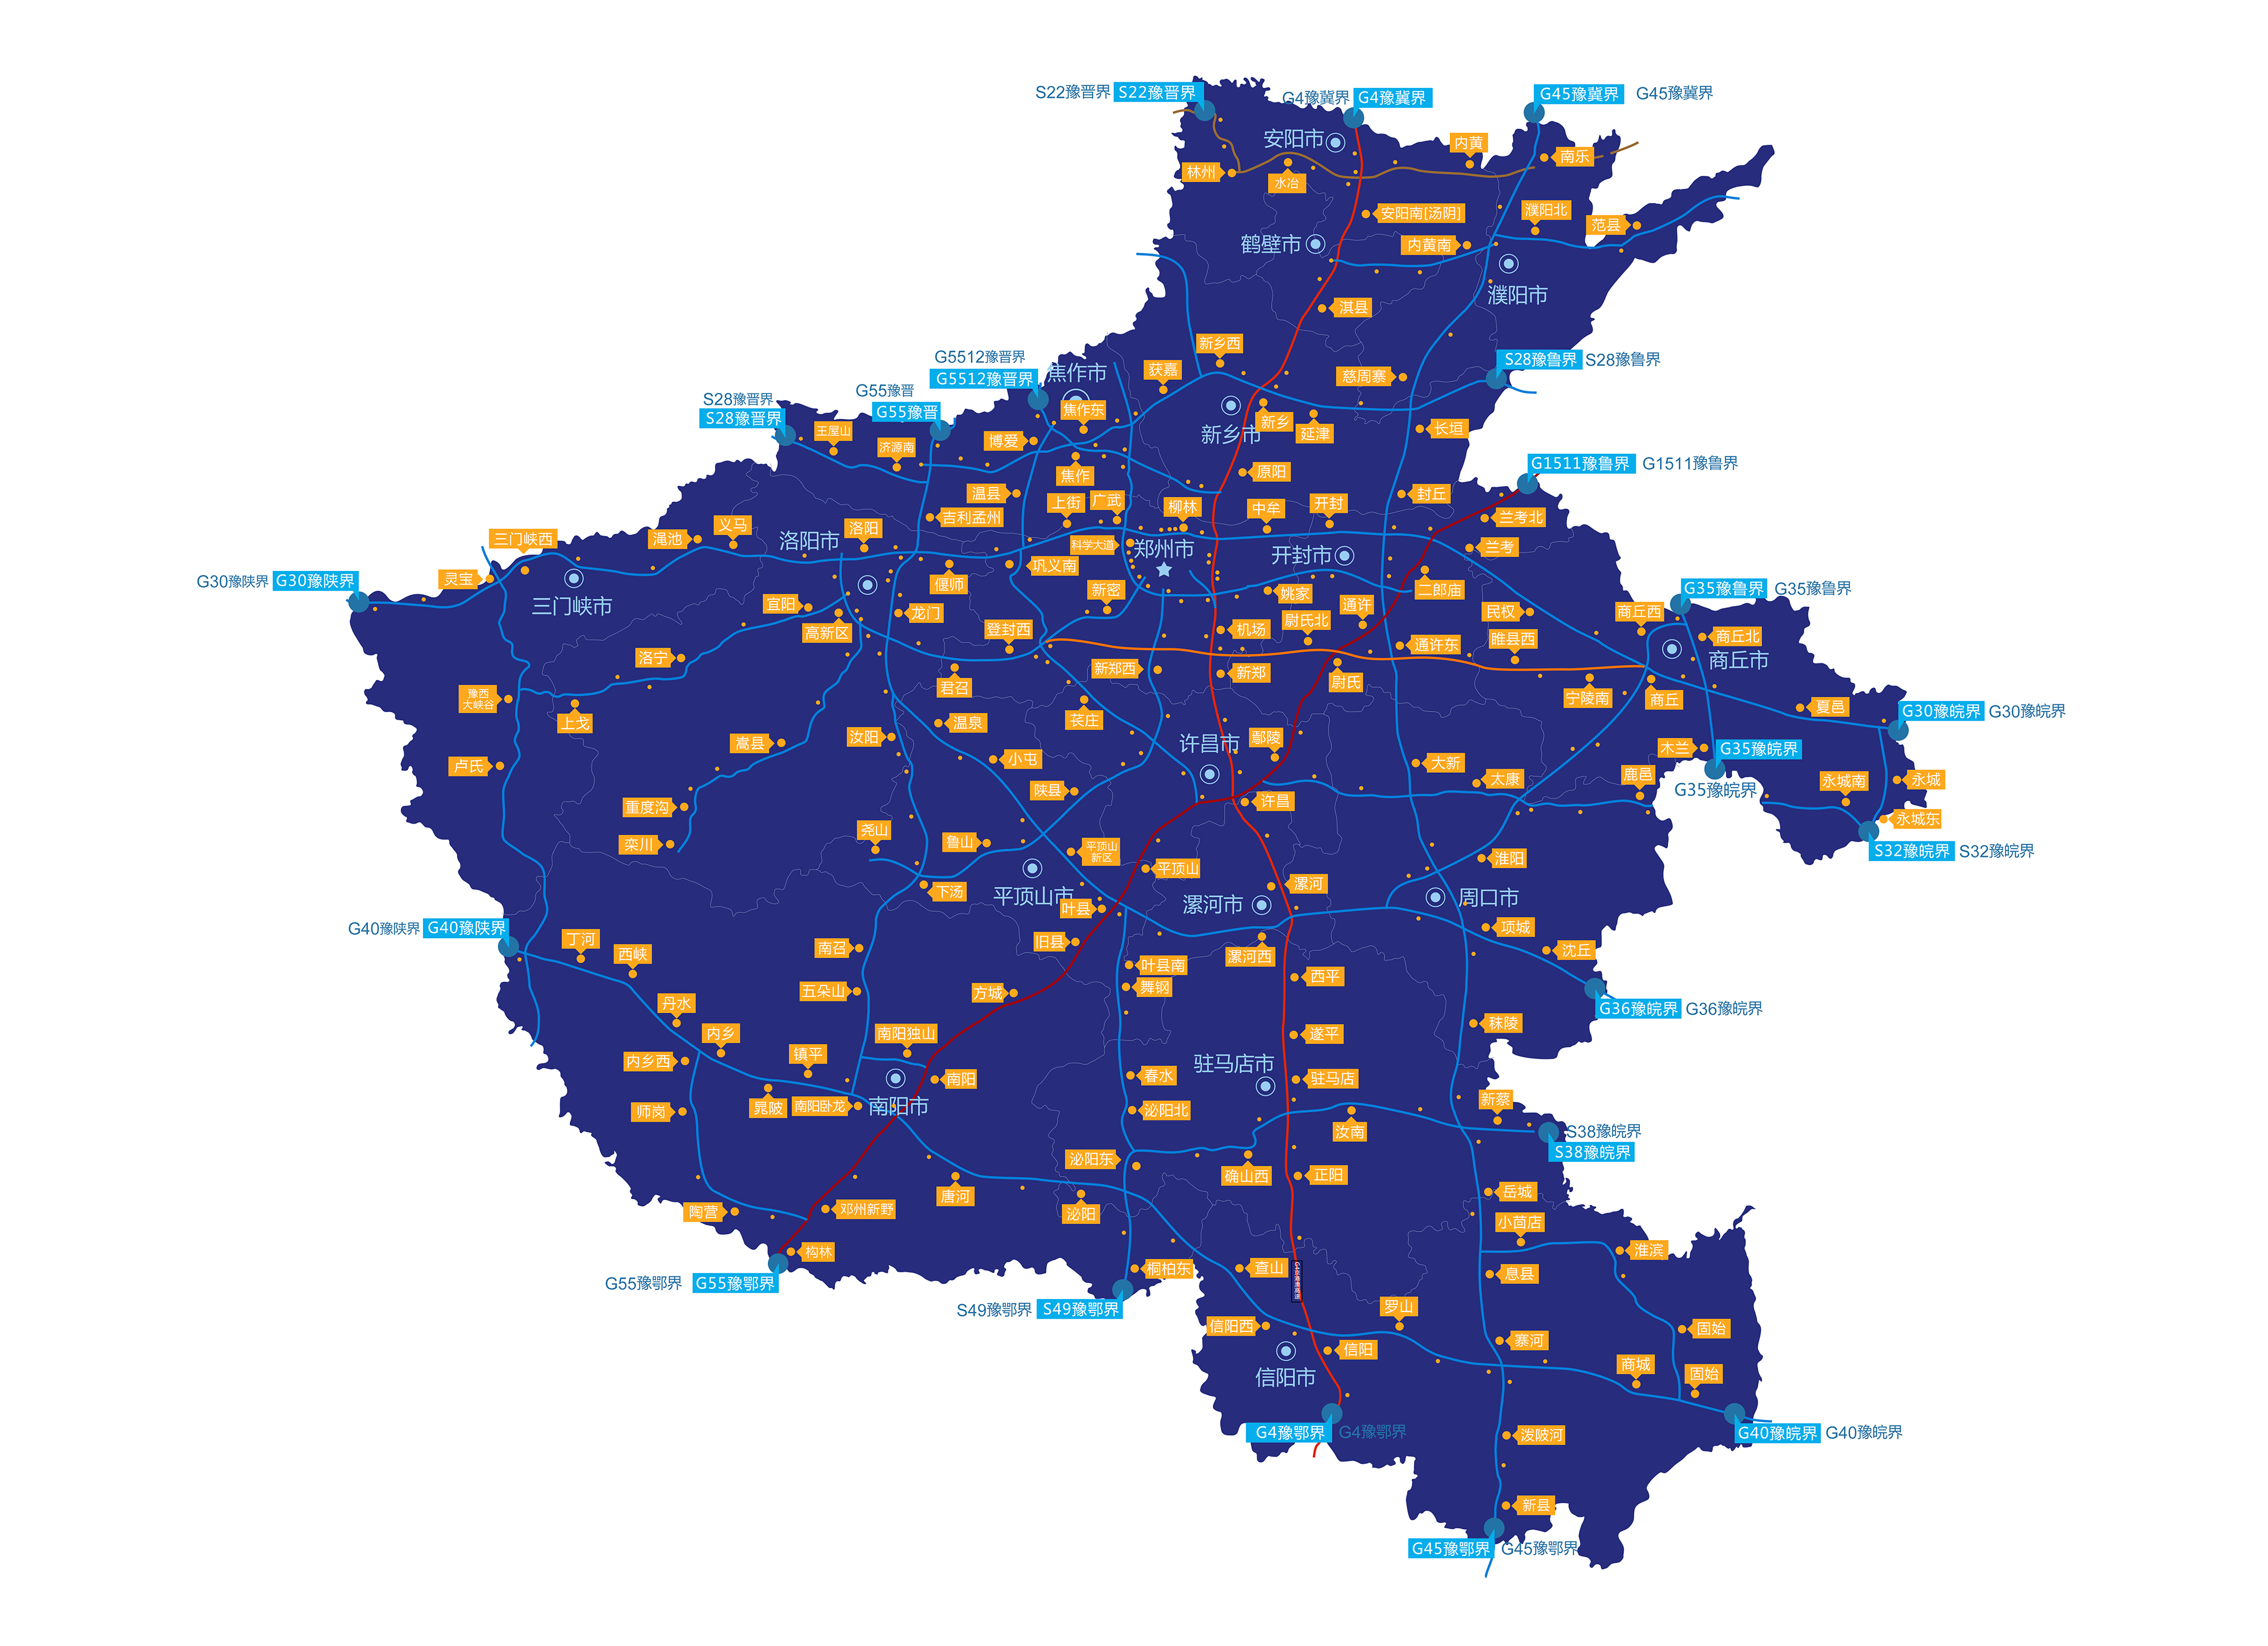 S22豫晋界
S22豫晋界
G4豫冀界
G4豫冀界
G45豫冀界
G45豫冀界
安阳市
内黄
南乐
林州
水冶
安阳南[汤阴]
濮阳北
范县
鹤壁市
内黄南
濮阳市
淇县
新乡西
G5512豫晋界
G5512豫晋界
焦作市
获嘉
慈周寨
S28豫鲁界
S28豫鲁界
G55豫晋
G55豫晋
S28豫晋界
S28豫晋界
焦作东
新乡
新乡市
延津
长垣
王屋山
济源南
博爱
焦作
原阳
G1511豫鲁界
G1511豫鲁界
温县
上街
广武
柳林
中牟
开封
封丘
吉利孟州
兰考北
三门峡西
渑池
义马
洛阳市
洛阳
科学大道
郑州市
开封市
兰考
灵宝
G30豫陕界
G30豫陕界
三门峡市
偃师
巩义南
新密
姚家
二郎庙
G35豫鲁界
G35豫鲁界
宜阳
高新区
龙门
登封西
机场
尉氏北
通许
民权
商丘西
通许东
睢县西
商丘北
商丘市
洛宁
新郑西
新郑
尉氏
君召
宁陵南
商丘
豫西
大峡谷
上戈
温泉
苌庄
夏邑
G30豫皖界
G30豫皖界
嵩县
汝阳
许昌市
鄢陵
小屯
木兰
G35豫皖界
G35豫皖界
卢氏
大新
太康
鹿邑
永城南
永城
重度沟
陕县
许昌
永城东
栾川
尧山
鲁山
平顶山
新区
平顶山
淮阳
S32豫皖界
S32豫皖界
下汤
平顶山市
叶县
漯河
漯河市
周口市
G40豫陕界
G40豫陕界
丁河
西峡
南召
旧县
漯河西
项城
沈丘
叶县南
舞钢
西平
五朵山
方城
丹水
G36豫皖界
G36豫皖界
秣陵
内乡
内乡西
镇平
南阳独山
遂平
驻马店市
南阳
春水
驻马店
师岗
晁陂
南阳卧龙
南阳市
泌阳北
汝南
新蔡
S38豫皖界
S38豫皖界
泌阳东
确山西
正阳
岳城
唐河
泌阳
陶营
邓州新野
小茴店
淮滨
构林
G55豫鄂界
G55豫鄂界
桐柏东
查山
G4京港澳高速
息县
S49豫鄂界
S49豫鄂界
信阳西
罗山
信阳
信阳市
寨河
固始
商城
固始
G4豫鄂界
G4豫鄂界
泼陂河
G40豫皖界
G40豫皖界
新县
G45豫鄂界
G45豫鄂界